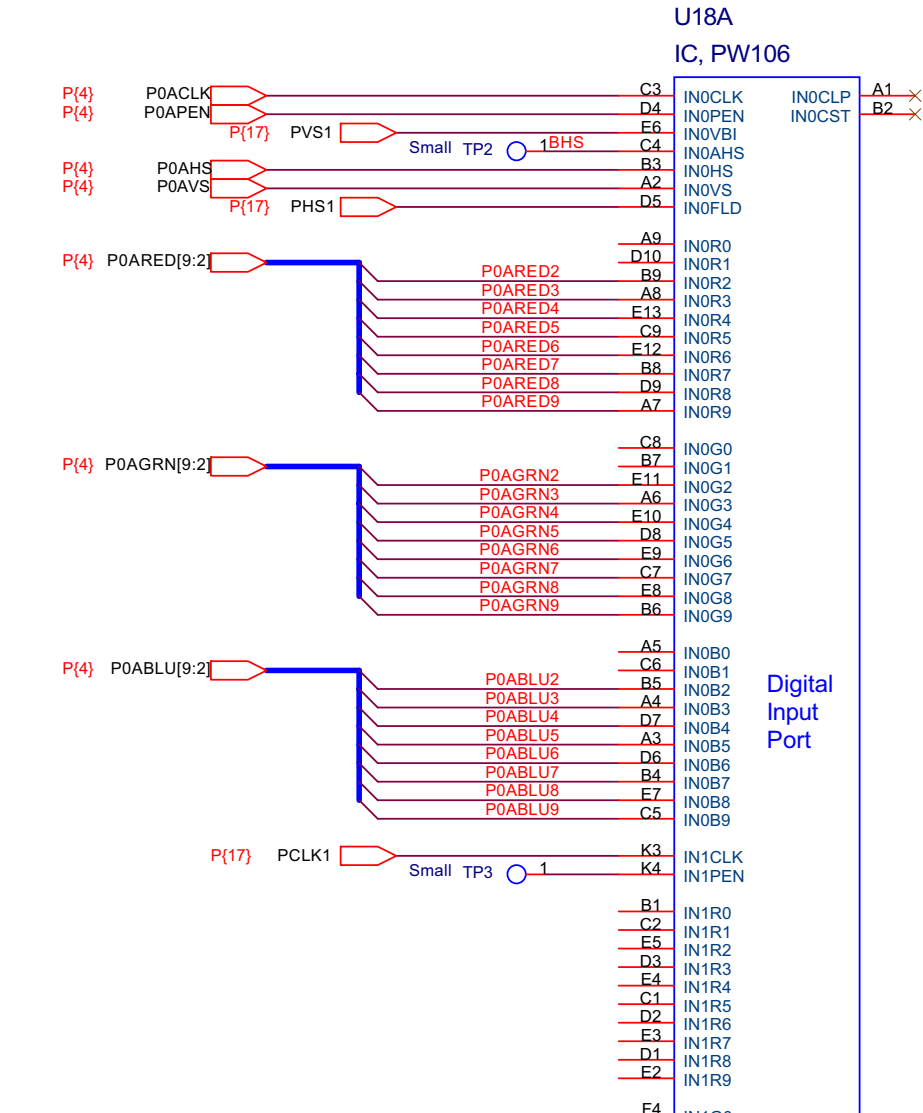 U18A
IC, PW106
P{4} P0ACLK C3 IN0CLK INOCLP A1
P{4} P0APEN D4 IN0PEN IN0CST B2
P{17} PVS1 E6 IN0VBI
Small TP2 1 BHS C4 IN0AHS
P{4} P0AHS B3 IN0HS
P{4} P0AVS A2 IN0VS
P{17} PHS1 D5 IN0FLD
A9 IN0R0
P{4} P0ARED[9:2] D10 IN0R1
P0ARED2 B9 IN0R2
P0ARED3 A8 IN0R3
P0ARED4 E13 IN0R4
P0ARED5 C9 IN0R5
P0ARED6 E12 IN0R6
P0ARED7 B8 IN0R7
P0ARED8 D9 IN0R8
P0ARED9 A7 IN0R9
C8 IN0G0
P{4} P0AGRN[9:2] B7 IN0G1
P0AGRN2 E11 IN0G2
P0AGRN3 A6 IN0G3
P0AGRN4 E10 IN0G4
P0AGRN5 D8 IN0G5
P0AGRN6 E9 IN0G6
P0AGRN7 C7 IN0G7
P0AGRN8 E8 IN0G8
P0AGRN9 B6 IN0G9
A5 IN0B0
P{4} P0ABLU[9:2] C6 IN0B1
P0ABLU2 B5 IN0B2 Digital
P0ABLU3 A4 IN0B3 Input
P0ABLU4 D7 IN0B4
P0ABLU5 A3 IN0B5 Port
P0ABLU6 D6 IN0B6
P0ABLU7 B4 IN0B7
P0ABLU8 E7 IN0B8
P0ABLU9 C5 IN0B9
P{17} PCLK1 K3 IN1CLK
Small TP3 1 K4 IN1PEN
B1 IN1R0
C2 IN1R1
E5 IN1R2
D3 IN1R3
E4 IN1R4
C1 IN1R5
D2 IN1R6
E3 IN1R7
D1 IN1R8
E2 IN1R9